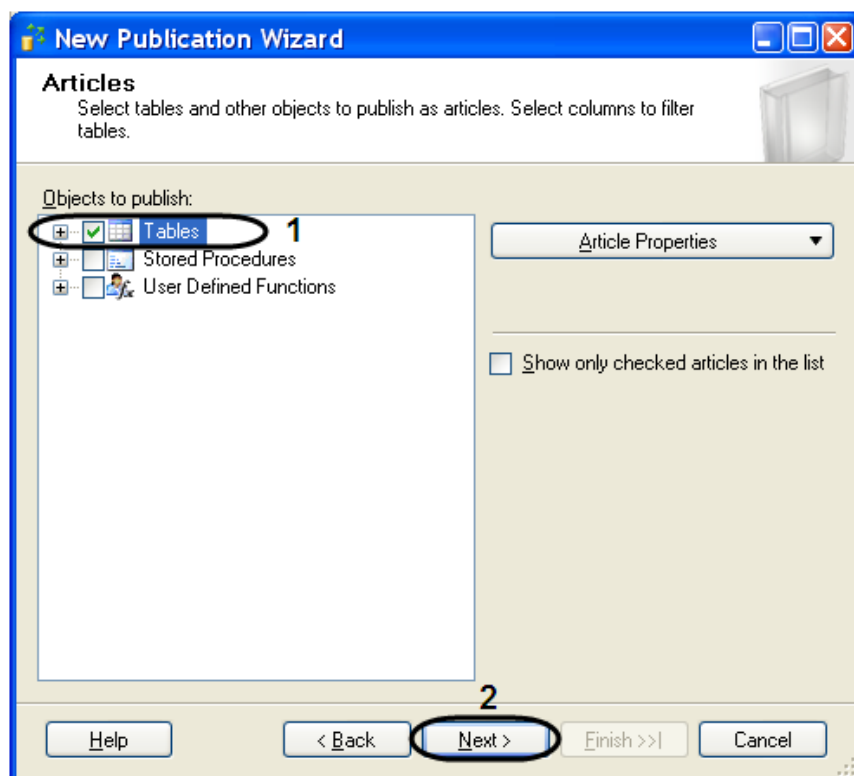 New Publication Wizard
Articles
Select tables and other objects to publish as articles. Select columns to filter
tables.
Objects to publish:
Tables 1
Stored Procedures
User Defined Functions
Article Properties
Show only checked articles in the list
2
Help
< Back
Next >
Finish >>|
Cancel